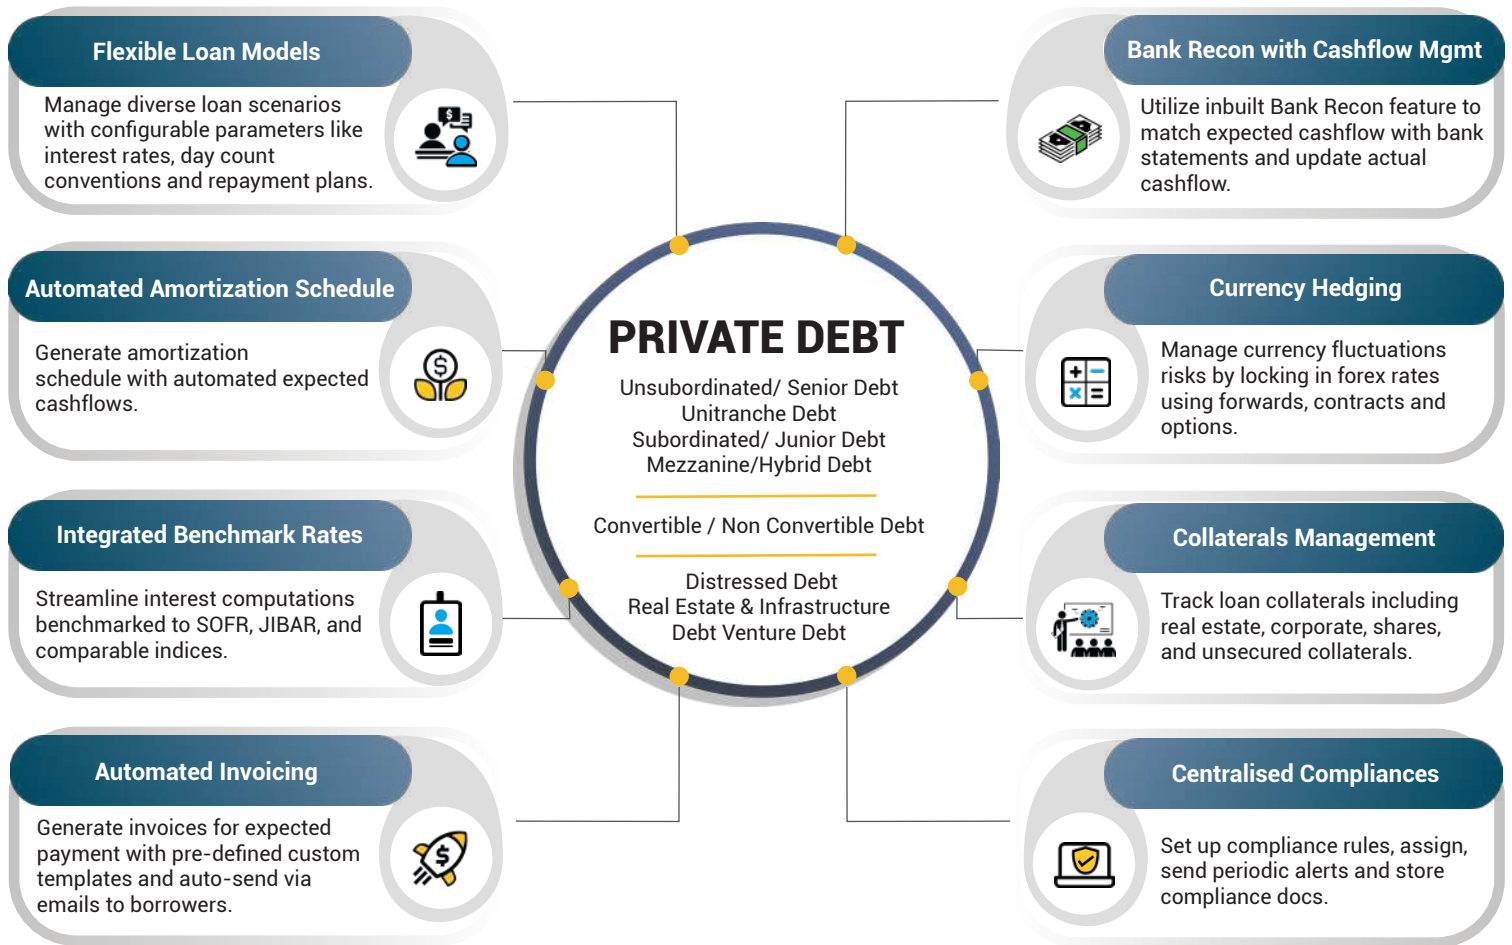 Flexible Loan Models
Manage diverse loan scenarios
with configurable parameters like
interest rates, day count
conventions and repayment plans.
Automated Amortization Schedule
Generate amortization
schedule with automated expected
cashflows.
Integrated Benchmark Rates
Streamline interest computations
benchmarked to SOFR, JIBAR, and
comparable indices.
Automated Invoicing
Generate invoices for expected
payment with pre-defined custom
templates and auto-send via
emails to borrowers.
PRIVATE DEBT
Unsubordinated/ Senior Debt
Unitranche Debt
Subordinated/ Junior Debt
Mezzanine/Hybrid Debt
Convertible / Non Convertible Debt
Distressed Debt
Real Estate & Infrastructure
Debt Venture Debt
Bank Recon with Cashflow Mgmt
Utilize inbuilt Bank Recon feature to
match expected cashflow with bank
statements and update actual
cashflow.
Currency Hedging
Manage currency fluctuations
risks by locking in forex rates
using forwards, contracts and
options.
Collaterals Management
Track loan collaterals including
real estate, corporate, shares,
and unsecured collaterals.
Centralised Compliances
Set up compliance rules, assign,
send periodic alerts and store
compliance docs.